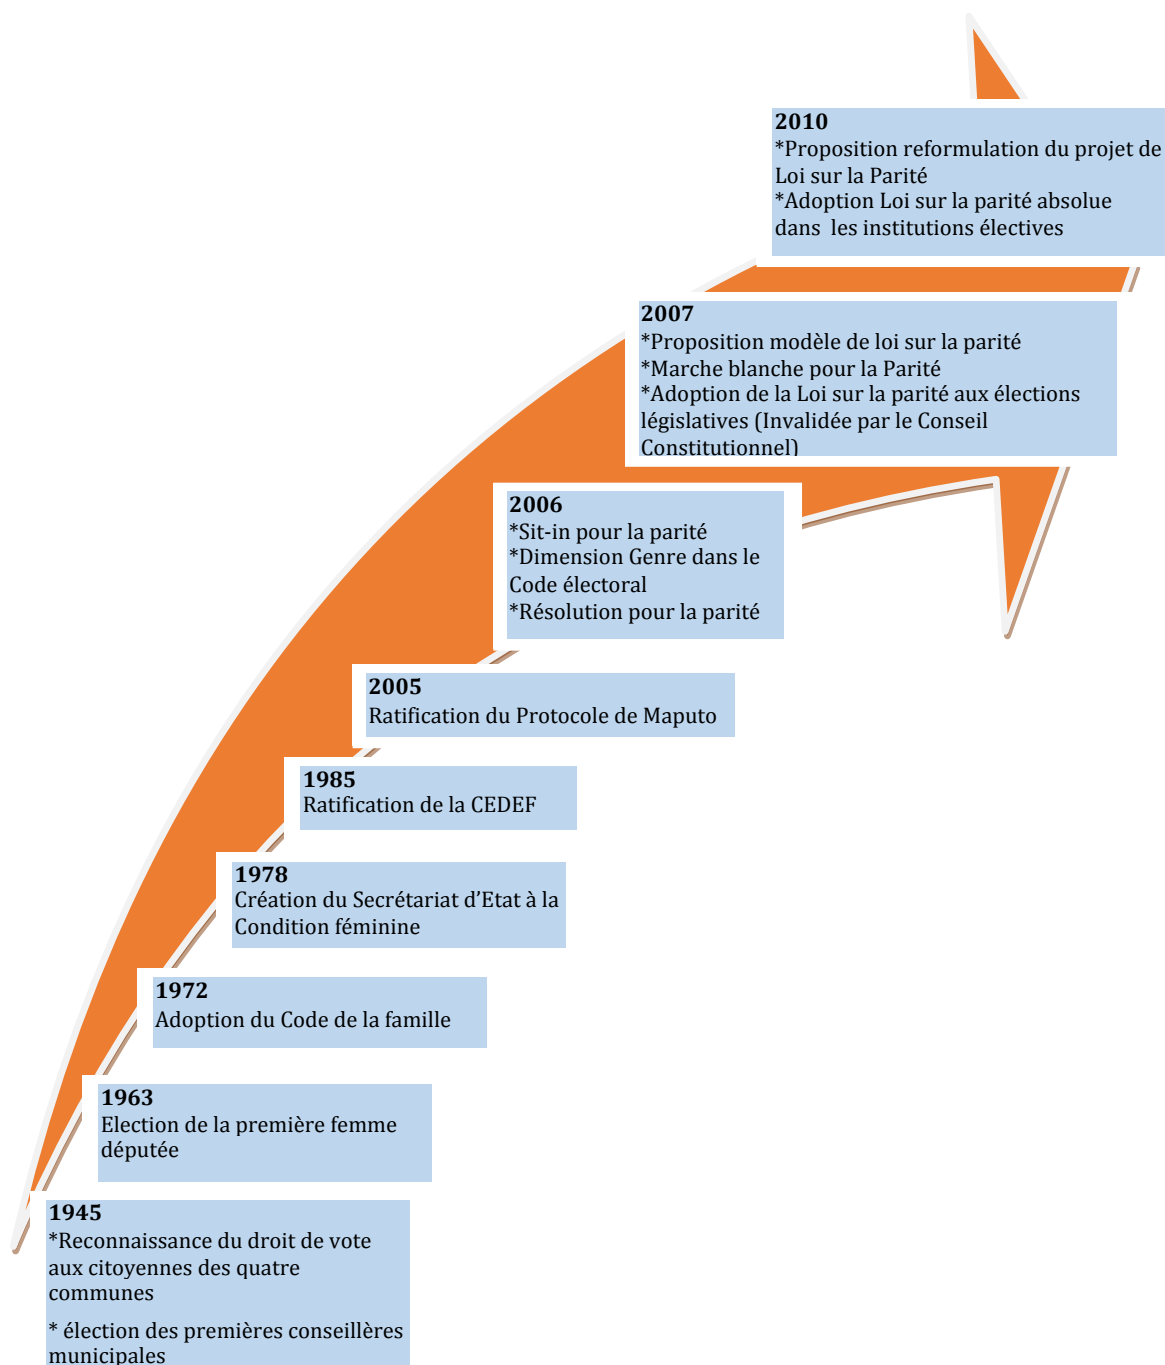 2010
*Proposition reformulation du projet de
Loi sur la Parité
*Adoption Loi sur la parité absolue
dans les institutions électives
2007
*Proposition modèle de loi sur la parité
*Marche blanche pour la Parité
*Adoption de la Loi sur la parité aux élections
législatives (Invalidée par le Conseil
Constitutionnel)
2006
*Sit-in pour la parité
*Dimension Genre dans le
Code électoral
*Résolution pour la parité
2005
Ratification du Protocole de Maputo
1985
Ratification de la CEDEF
1978
Création du Secrétariat d’Etat à la
Condition féminine
1972
Adoption du Code de la famille
1963
Election de la première femme
députée
1945
*Reconnaissance du droit de vote
aux citoyennes des quatre
communes
* élection des premières conseillères
municipales